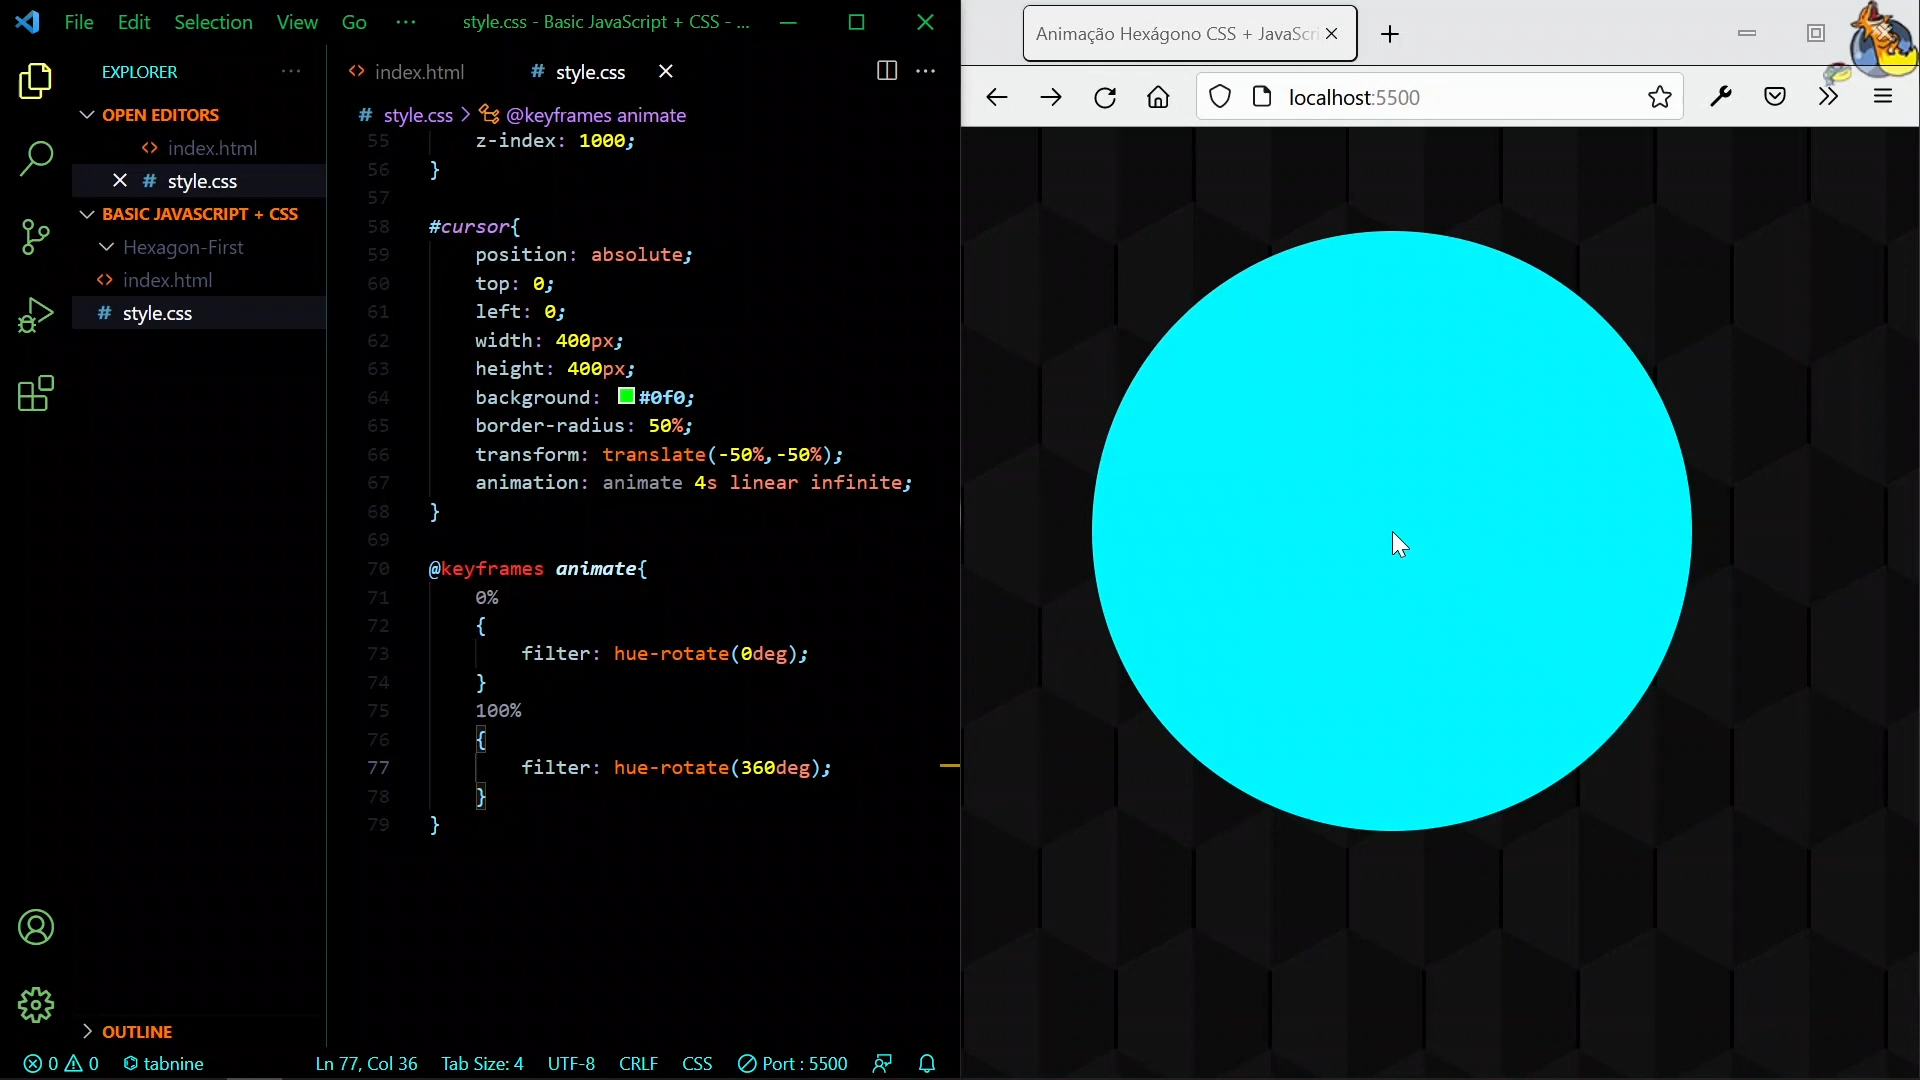 File Edit Selection View Go ··· style.css - Basic JavaScript + CSS - ...
EXPLORER ···
OPEN EDITORS
index.html
# style.css
BASIC JAVASCRIPT + CSS
Hexagon-First
index.html
# style.css
OUTLINE
index.html # style.css
# style.css > @keyframes animate
55 z-index: 1000;
56 }
57
58 #cursor{
59 position: absolute;
60 top: 0;
61 left: 0;
62 width: 400px;
63 height: 400px;
64 background: #0f0;
65 border-radius: 50%;
66 transform: translate(-50%,-50%);
67 animation: animate 4s linear infinite;
68 }
69
70 @keyframes animate{
71 0%
72 {
73 filter: hue-rotate(0deg);
74 }
75 100%
76 {
77 filter: hue-rotate(360deg);
78 }
79 }
0 0 tabnine Ln 77, Col 36 Tab Size: 4 UTF-8 CRLF CSS Port : 5500
Animação Hexágono CSS + JavaScri
localhost:5500